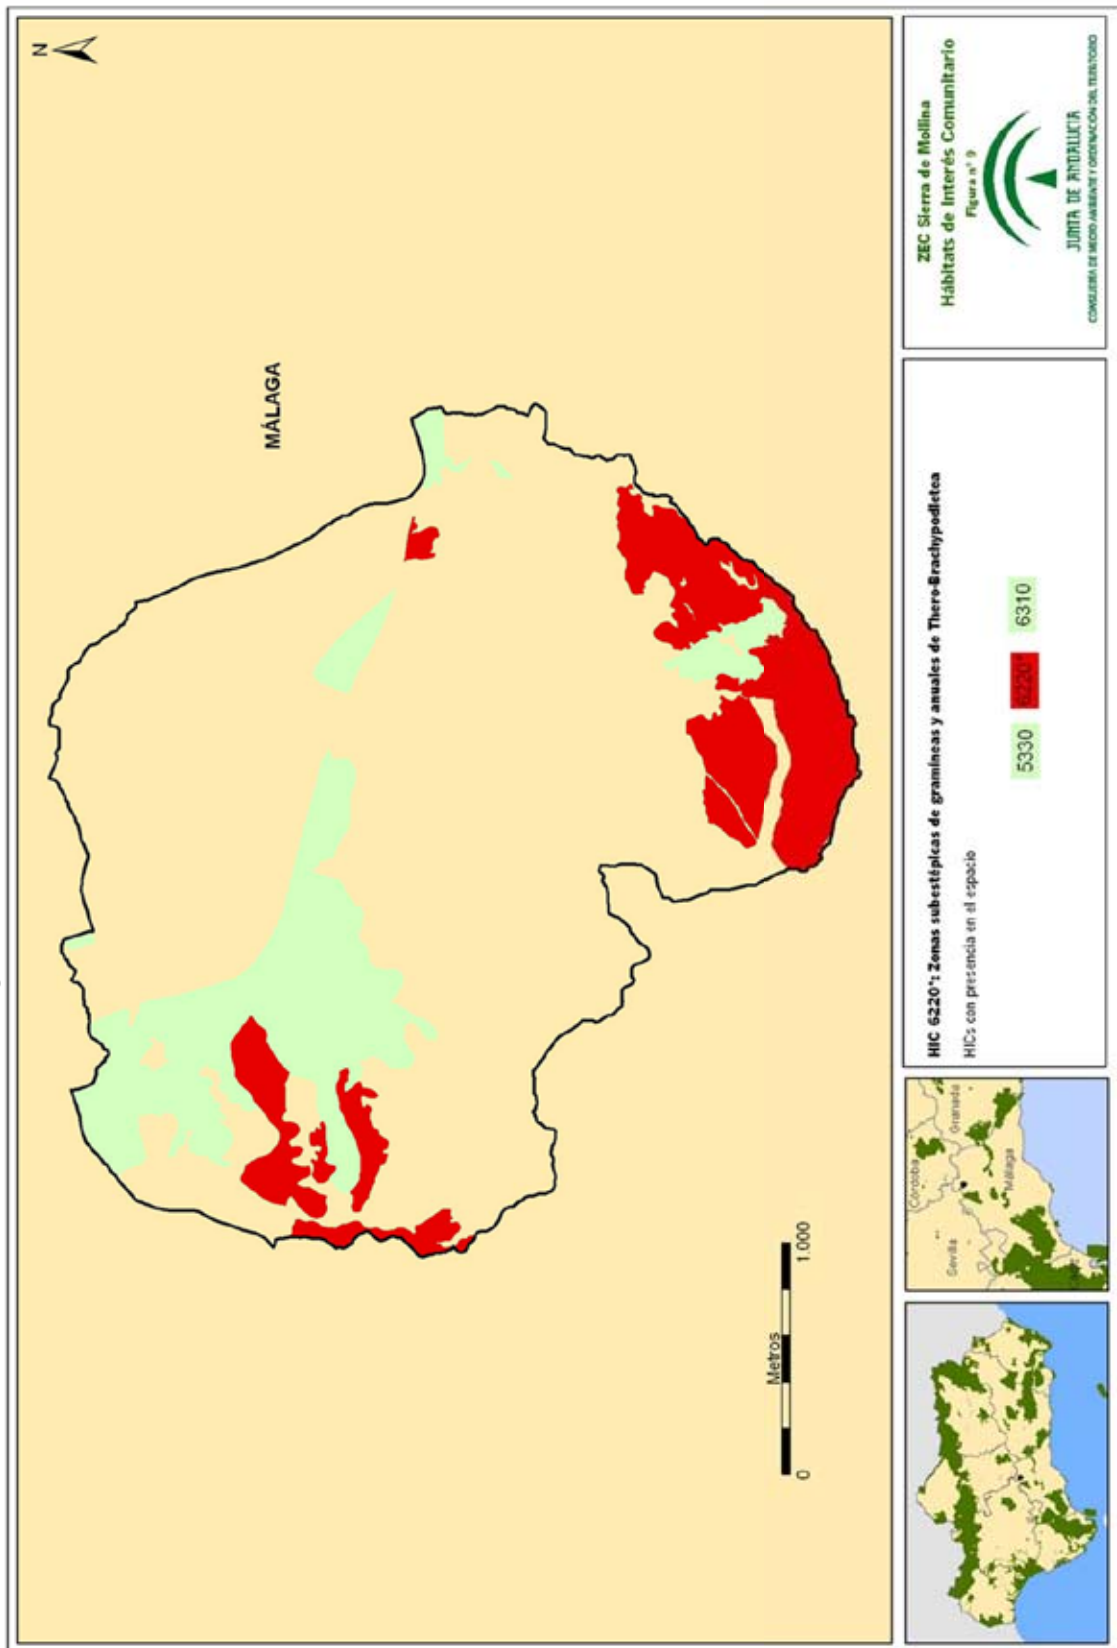 N
MÁLAGA
Metros
0
1.000
Córdoba
Sevilla
Granada
Málaga
HIC 6220*: Zonas subestépicas de gramíneas y anuales de Thero-Brachypodietea
HICs con presencia en el espacio
5330
6220*
6310
ZEC Sierra de Mollina
Hábitats de Interés Comunitario
Figura nº 9
JUNTA DE ANDALUCIA
CONSEJERÍA DE MEDIO AMBIENTE Y ORDENACIÓN DEL TERRITORIO